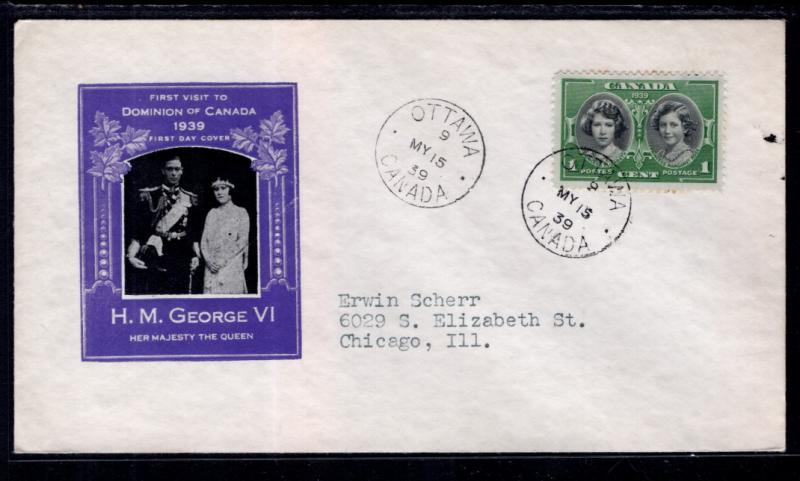 FIRST VISIT TO
DOMINION OF CANADA
1939
FIRST DAY COVER
H. M. GEORGE VI
HER MAJESTY THE QUEEN
OTTAWA
9
MY 15
39
CANADA
CANADA
1939
1 POSTES CENT POSTAGE 1
9
MY 15
39
CANADA
Erwin Scherr
6029 S. Elizabeth St.
Chicago, Ill.